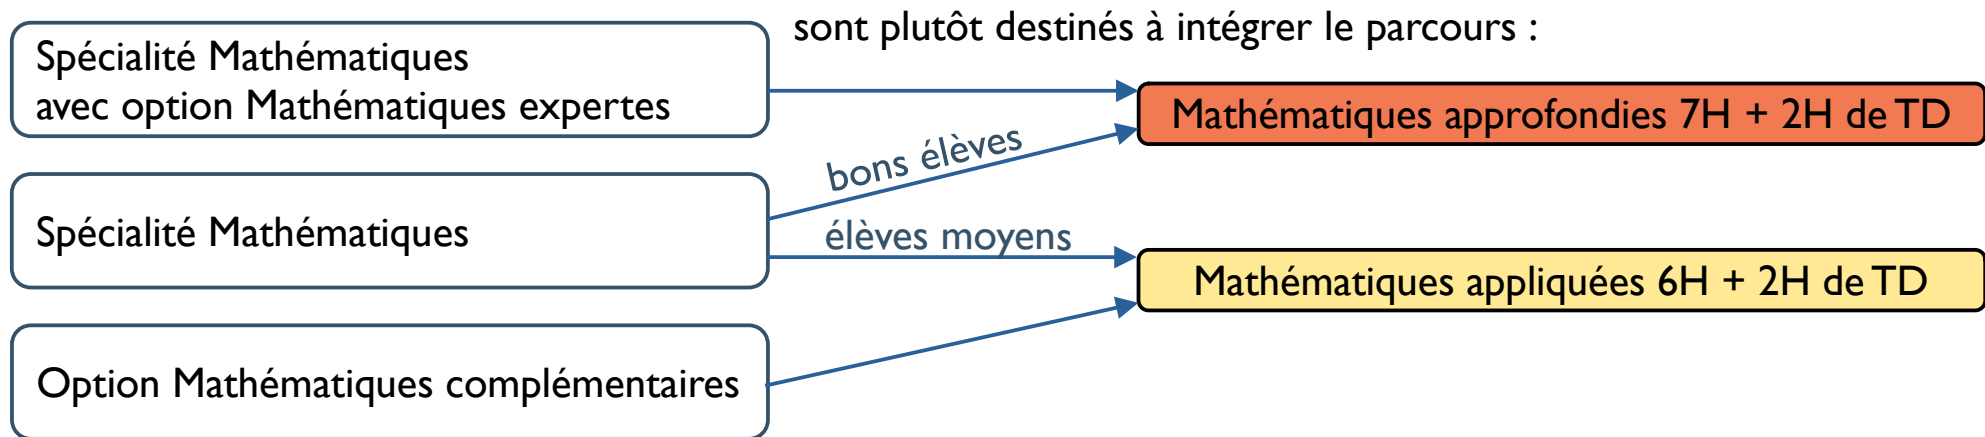 sont plutôt destinés à intégrer le parcours :
Spécialité Mathématiques
avec option Mathématiques expertes
Mathématiques approfondies 7H + 2H de TD
bons élèves
Spécialité Mathématiques
élèves moyens
Mathématiques appliquées 6H + 2H de TD
Option Mathématiques complémentaires